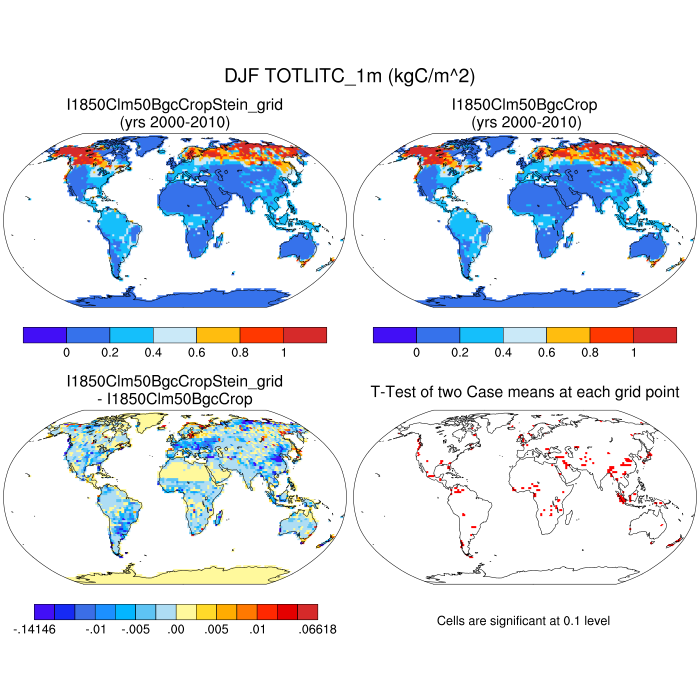 DJF TOTLITC_1m (kgC/m^2)
I1850Clm50BgcCropStein_grid
(yrs 2000-2010)
I1850Clm50BgcCrop
(yrs 2000-2010)
0 0.2 0.4 0.6 0.8 1
0 0.2 0.4 0.6 0.8 1
I1850Clm50BgcCropStein_grid
- I1850Clm50BgcCrop
T-Test of two Case means at each grid point
-.14146 -.01 -.005 .00 .005 .01 .06618
Cells are significant at 0.1 level